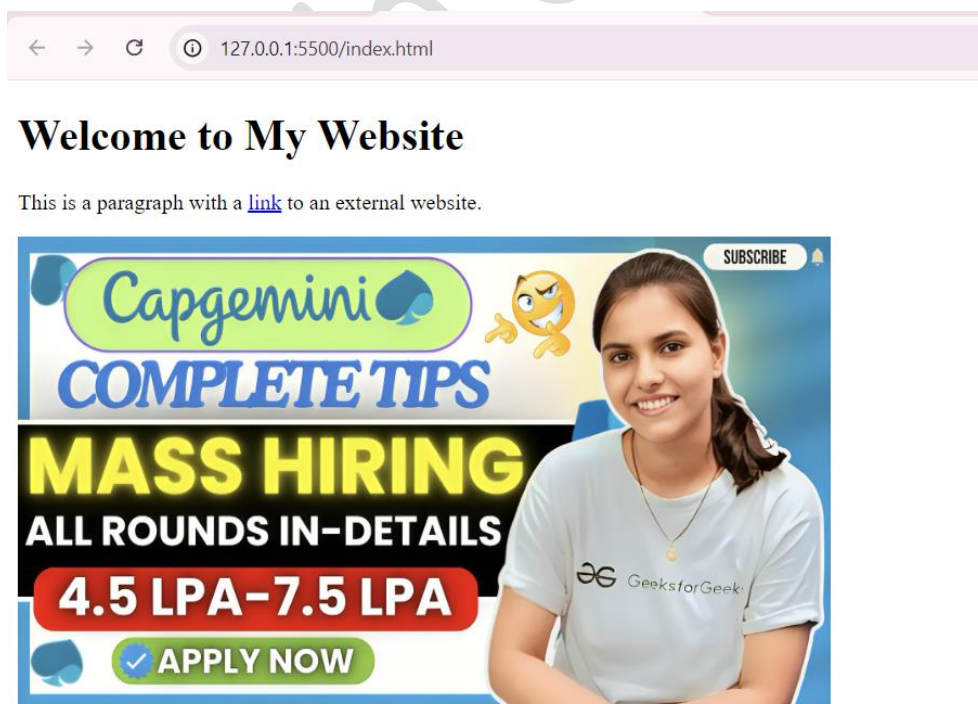 127.0.0.1:5500/index.html
Welcome to My Website
This is a paragraph with a link to an external website.
SUBSCRIBE
Capgemini
COMPLETE TIPS
MASS HIRING
ALL ROUNDS IN-DETAILS
GeeksforGeek
4.5 LPA-7.5 LPA
APPLY NOW